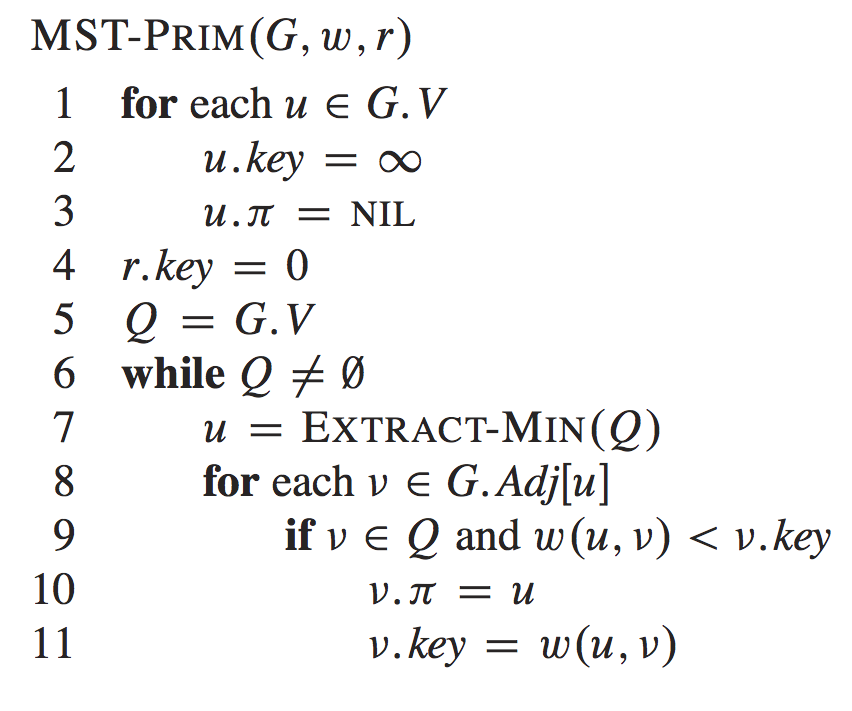 MST-PRIM(G, w, r)
1 for each u ∈ G.V
2 u.key = ∞
3 u.π = NIL
4 r.key = 0
5 Q = G.V
6 while Q ≠ ∅
7 u = EXTRACT-MIN(Q)
8 for each v ∈ G.Adj[u]
9 if v ∈ Q and w(u, v) < v.key
10 v.π = u
11 v.key = w(u, v)